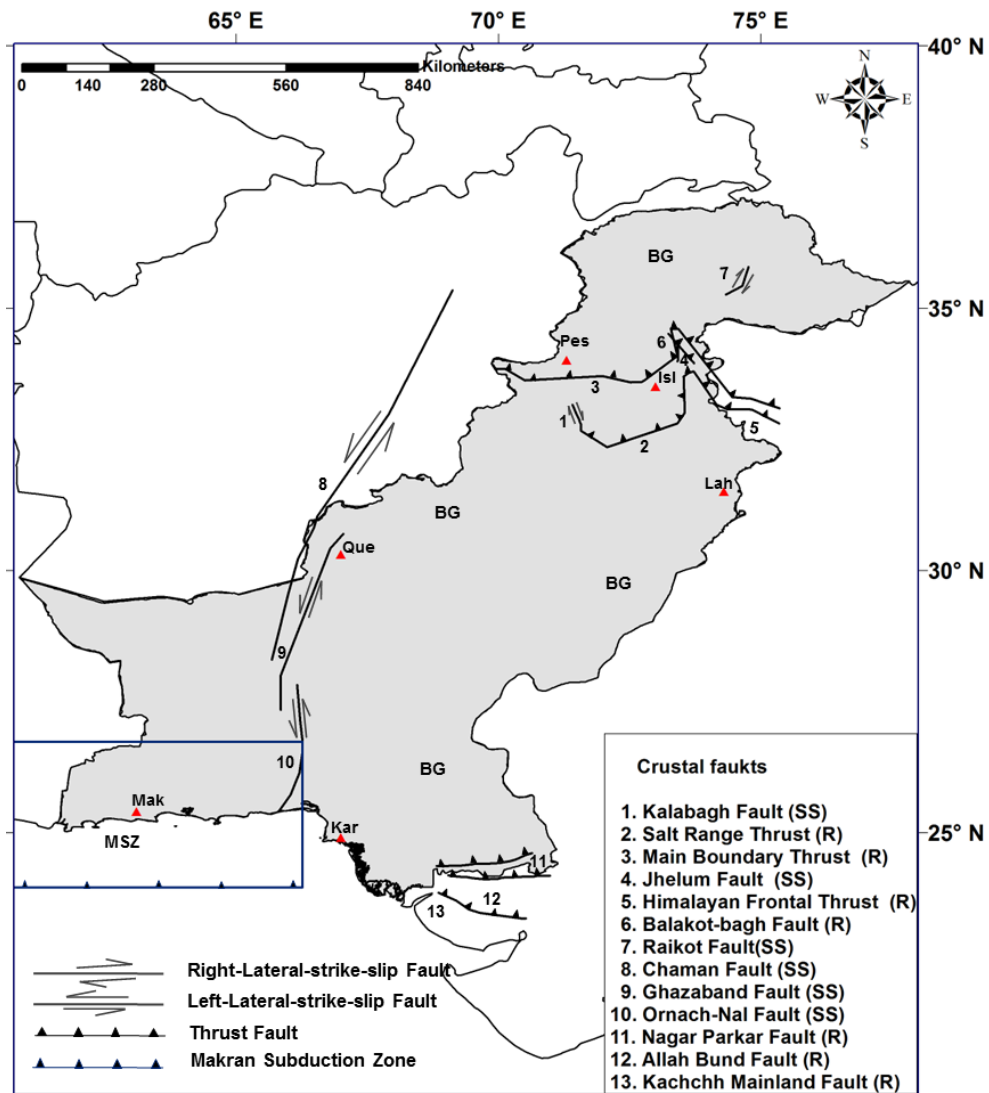 65° E 70° E 75° E
40° N
Kilometers
0 140 280 560 840
N
W E
S
BG
7
35° N
Pes
6
4
Isl
3
5
1
2
8
Lah
BG
Que
30° N
BG
9
10
BG
Mak
Kar
MSZ
25° N
11
12
13
Crustal faukts
1. Kalabagh Fault (SS)
2. Salt Range Thrust (R)
3. Main Boundary Thrust (R)
4. Jhelum Fault (SS)
5. Himalayan Frontal Thrust (R)
6. Balakot-bagh Fault (R)
7. Raikot Fault(SS)
8. Chaman Fault (SS)
9. Ghazaband Fault (SS)
10. Ornach-Nal Fault (SS)
11. Nagar Parkar Fault (R)
12. Allah Bund Fault (R)
13. Kachchh Mainland Fault (R)
Right-Lateral-strike-slip Fault
Left-Lateral-strike-slip Fault
Thrust Fault
Makran Subduction Zone